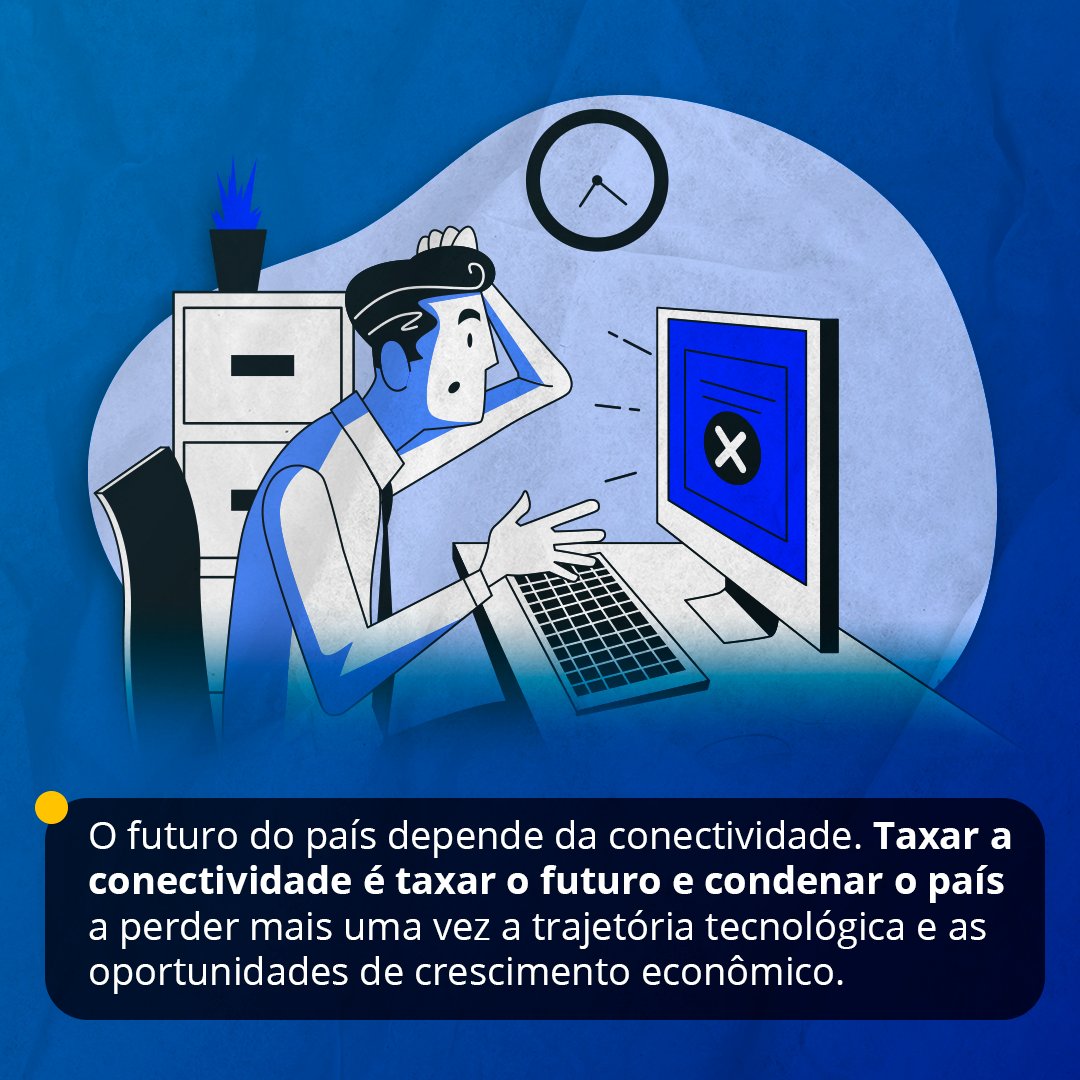 O futuro do país depende da conectividade. Taxar a
conectividade é taxar o futuro e condenar o país
a perder mais uma vez a trajetória tecnológica e as
oportunidades de crescimento econômico.